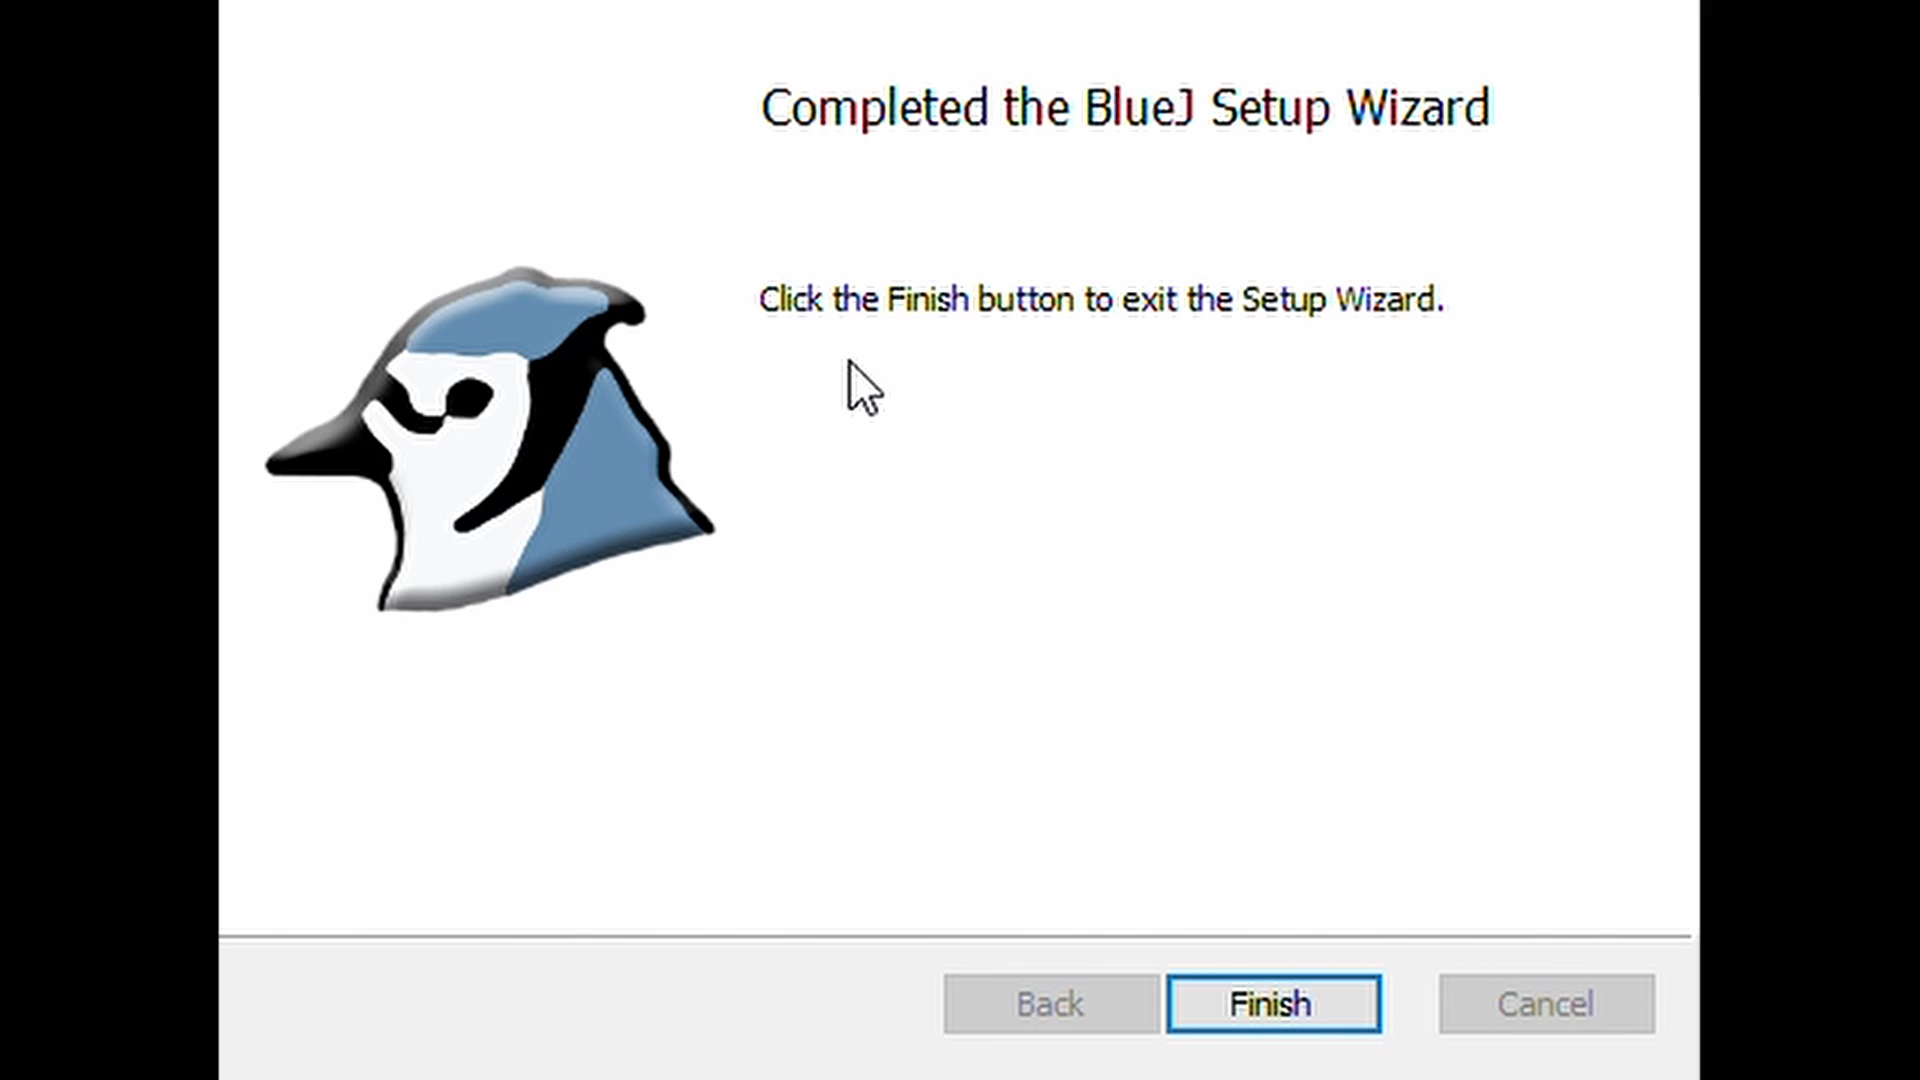 Completed the BlueJ Setup Wizard
Click the Finish button to exit the Setup Wizard.
Back
Finish
Cancel